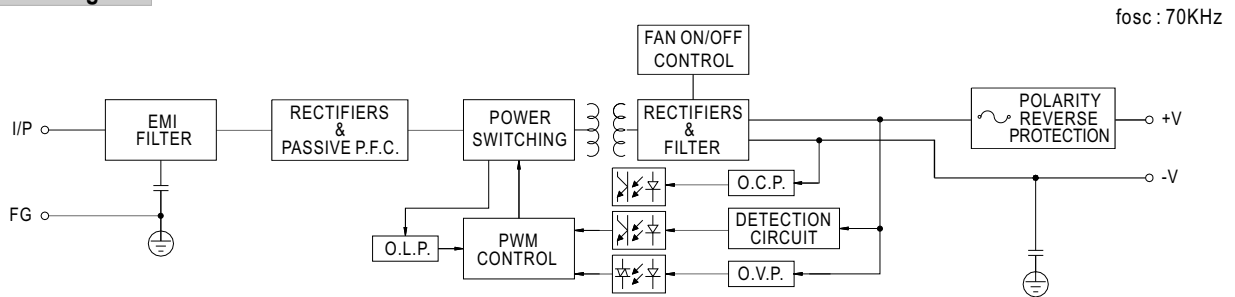 fosc : 70KHz
FAN ON/OFF
CONTROL
I/P
EMI
FILTER
RECTIFIERS
&
PASSIVE P.F.C.
POWER
SWITCHING
RECTIFIERS
&
FILTER
POLARITY
REVERSE
PROTECTION
+V
-V
O.C.P.
FG
O.L.P.
PWM
CONTROL
DETECTION
CIRCUIT
O.V.P.